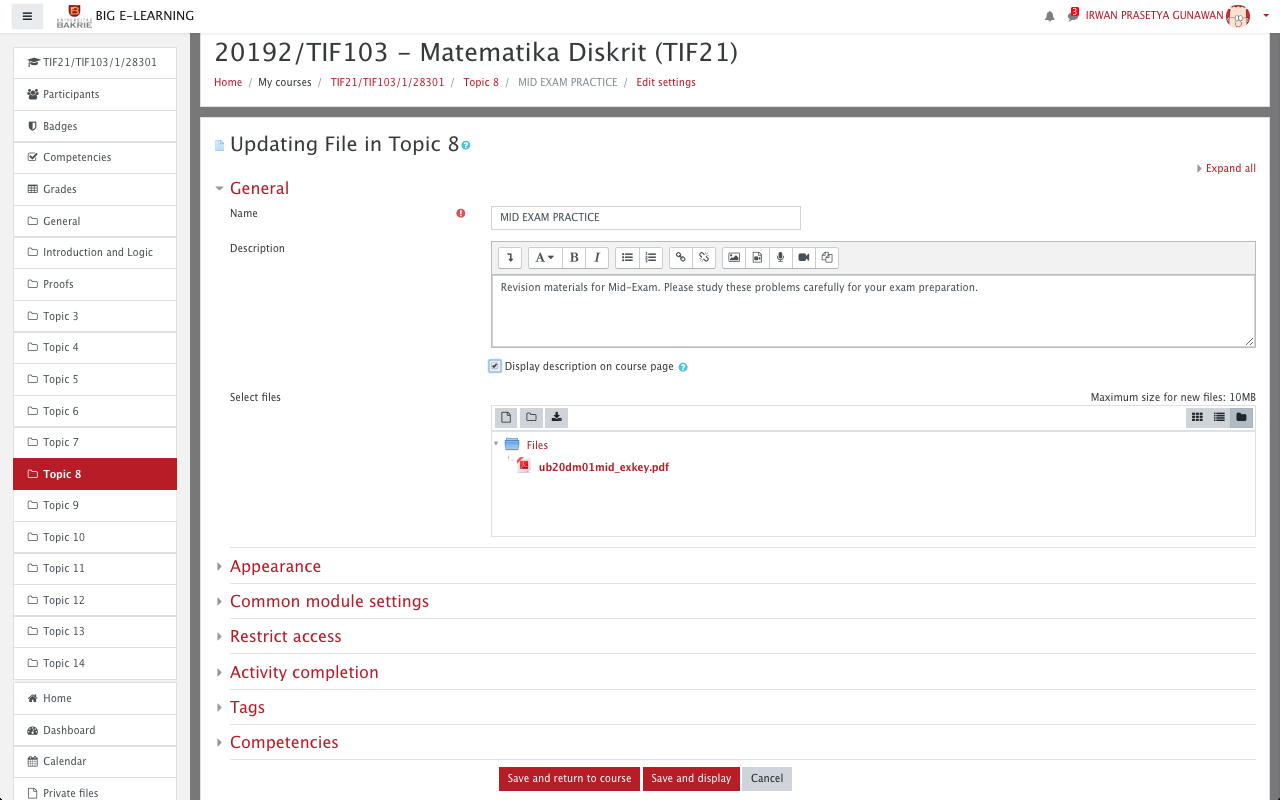 UNIVERSITAS
BAKRIE
BIG E-LEARNING
3
IRWAN PRASETYA GUNAWAN
TIF21/TIF103/1/28301
Participants
Badges
Competencies
Grades
General
Introduction and Logic
Proofs
Topic 3
Topic 4
Topic 5
Topic 6
Topic 7
Topic 8
Topic 9
Topic 10
Topic 11
Topic 12
Topic 13
Topic 14
Home
Dashboard
Calendar
Private files
20192/TIF103 - Matematika Diskrit (TIF21)
Home / My courses / TIF21/TIF103/1/28301 / Topic 8 / MID EXAM PRACTICE / Edit settings
Updating File in Topic 8
Expand all
General
Name
MID EXAM PRACTICE
Description
A B I
Revision materials for Mid-Exam. Please study these problems carefully for your exam preparation.
Display description on course page
Select files
Maximum size for new files: 10MB
Files
ub20dm01mid_exkey.pdf
Appearance
Common module settings
Restrict access
Activity completion
Tags
Competencies
Save and return to course Save and display Cancel